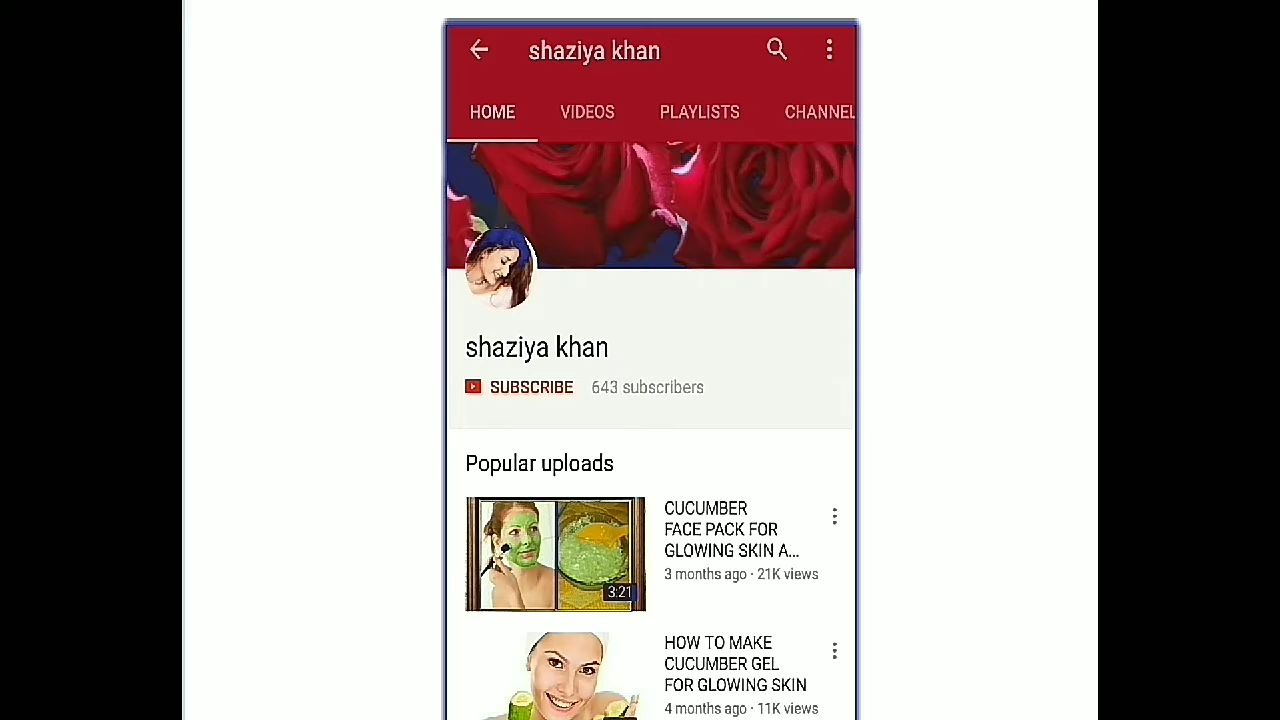 shaziya khan
HOME VIDEOS PLAYLISTS CHANNEL
shaziya khan
SUBSCRIBE 643 subscribers
Popular uploads
CUCUMBER
FACE PACK FOR
GLOWING SKIN A...
3 months ago · 21K views
3:21
HOW TO MAKE
CUCUMBER GEL
FOR GLOWING SKIN
4 months ago · 11K views